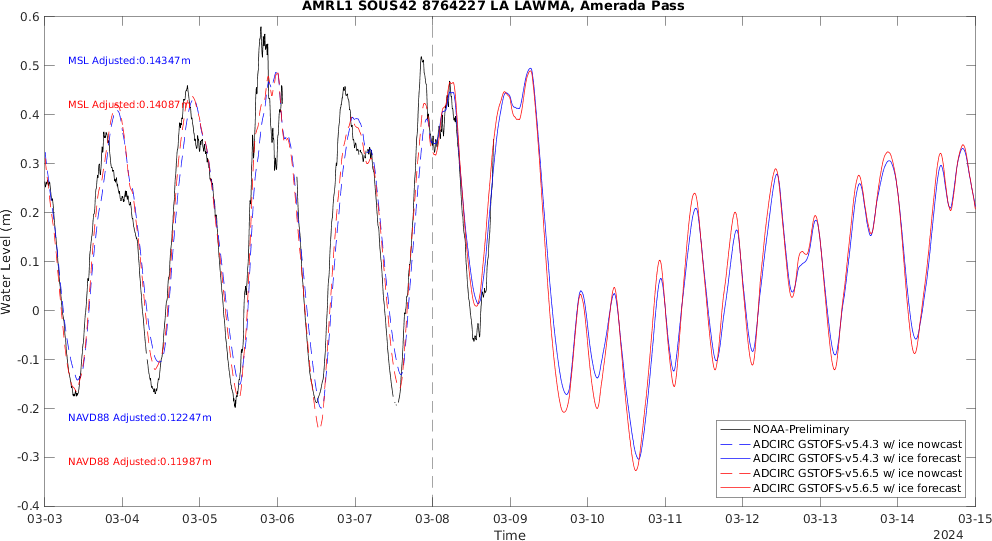 AMRL1 SOUS42 8764227 LA LAWMA, Amerada Pass
0.6
0.5
0.4
0.3
0.2
0.1
0
-0.1
-0.2
-0.3
-0.4
Water Level (m)
MSL Adjusted:0.14347m
MSL Adjusted:0.14087m
NAVD88 Adjusted:0.12247m
NAVD88 Adjusted:0.11987m
NOAA-Preliminary
ADCIRC GSTOFS-v5.4.3 w/ ice nowcast
ADCIRC GSTOFS-v5.4.3 w/ ice forecast
ADCIRC GSTOFS-v5.6.5 w/ ice nowcast
ADCIRC GSTOFS-v5.6.5 w/ ice forecast
03-03 03-04 03-05 03-06 03-07 03-08 03-09 03-10 03-11 03-12 03-13 03-14 03-15
Time
2024